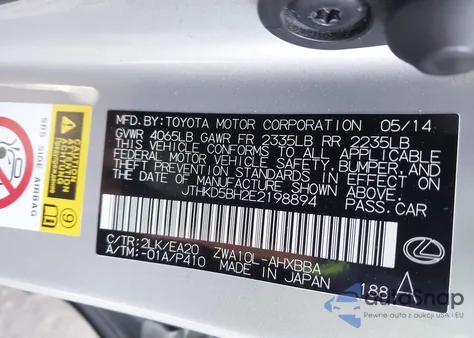 MFD.BY:TOYOTA MOTOR CORPORATION 05/14
GVWR 4065LB GAWR FR 2335LB RR 2235LB
THIS VEHICLE CONFORMS TO ALL APPLICABLE
FEDERAL MOTOR VEHICLE SAFETY,BUMPER,AND
THEFT PREVENTION STANDARDS IN EFFECT ON
THE DATE OF MANUFACTURE SHOWN ABOVE.
JTHKD5BH2E2198894 PASS.CAR
C/TR:2LK/EA20 ZWA10L-AHXBBA
A/TM:-01A/P410 MADE IN JAPAN 188 A
SRS SIDE AIRBAG
9
AutaSnap
Pewne auta z aukcji USA i